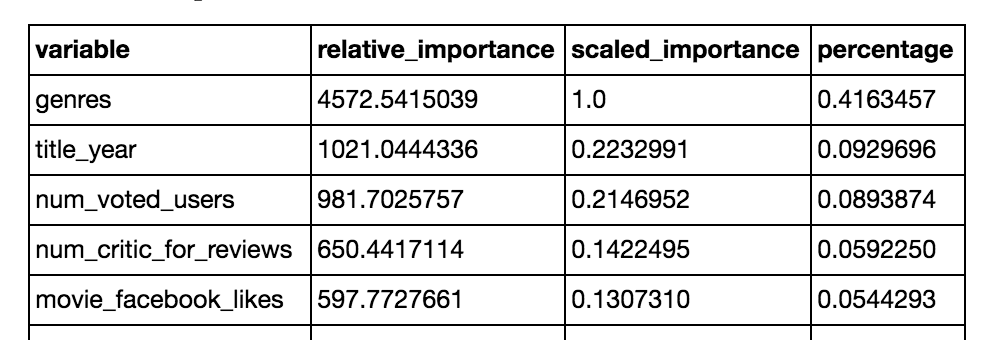 variable relative_importance scaled_importance percentage
genres 4572.5415039 1.0 0.4163457
title_year 1021.0444336 0.2232991 0.0929696
num_voted_users 981.7025757 0.2146952 0.0893874
num_critic_for_reviews 650.4417114 0.1422495 0.0592250
movie_facebook_likes 597.7727661 0.1307310 0.0544293